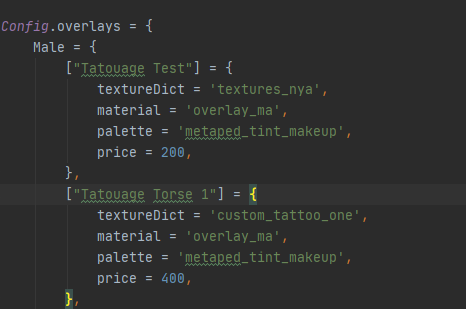 Config.overlays = {
    Male = {
        ["Tatouage Test"] = {
            textureDict = 'textures_nya',
            material = 'overlay_ma',
            palette = 'metaped_tint_makeup',
            price = 200,
        },
        ["Tatouage Torse 1"] = {
            textureDict = 'custom_tattoo_one',
            material = 'overlay_ma',
            palette = 'metaped_tint_makeup',
            price = 400,
        },